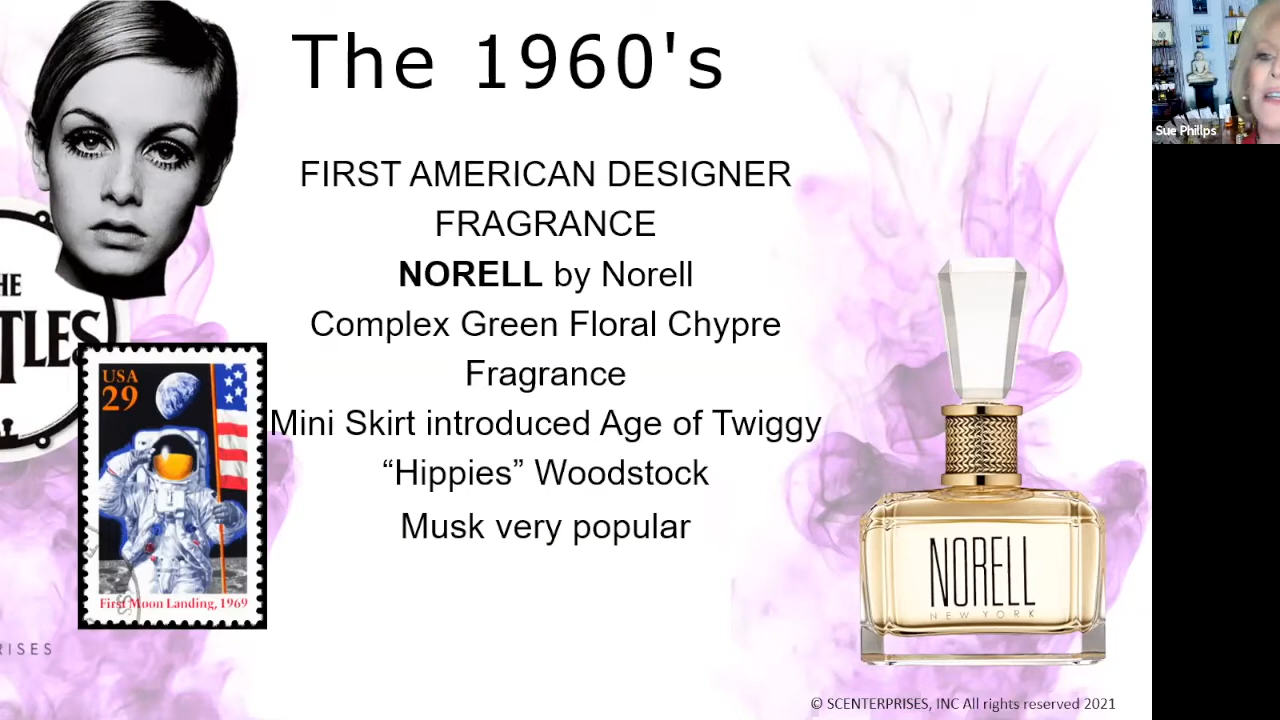 The 1960's
FIRST AMERICAN DESIGNER
FRAGRANCE
NORELL by Norell
Complex Green Floral Chypre
Fragrance
Mini Skirt introduced Age of Twiggy
“Hippies” Woodstock
Musk very popular
HE
TLES
USA
29
First Moon Landing, 1969
RISES
NORELL
NEW YORK
© SCENTERPRISES, INC All rights reserved 2021
Sue Phillps